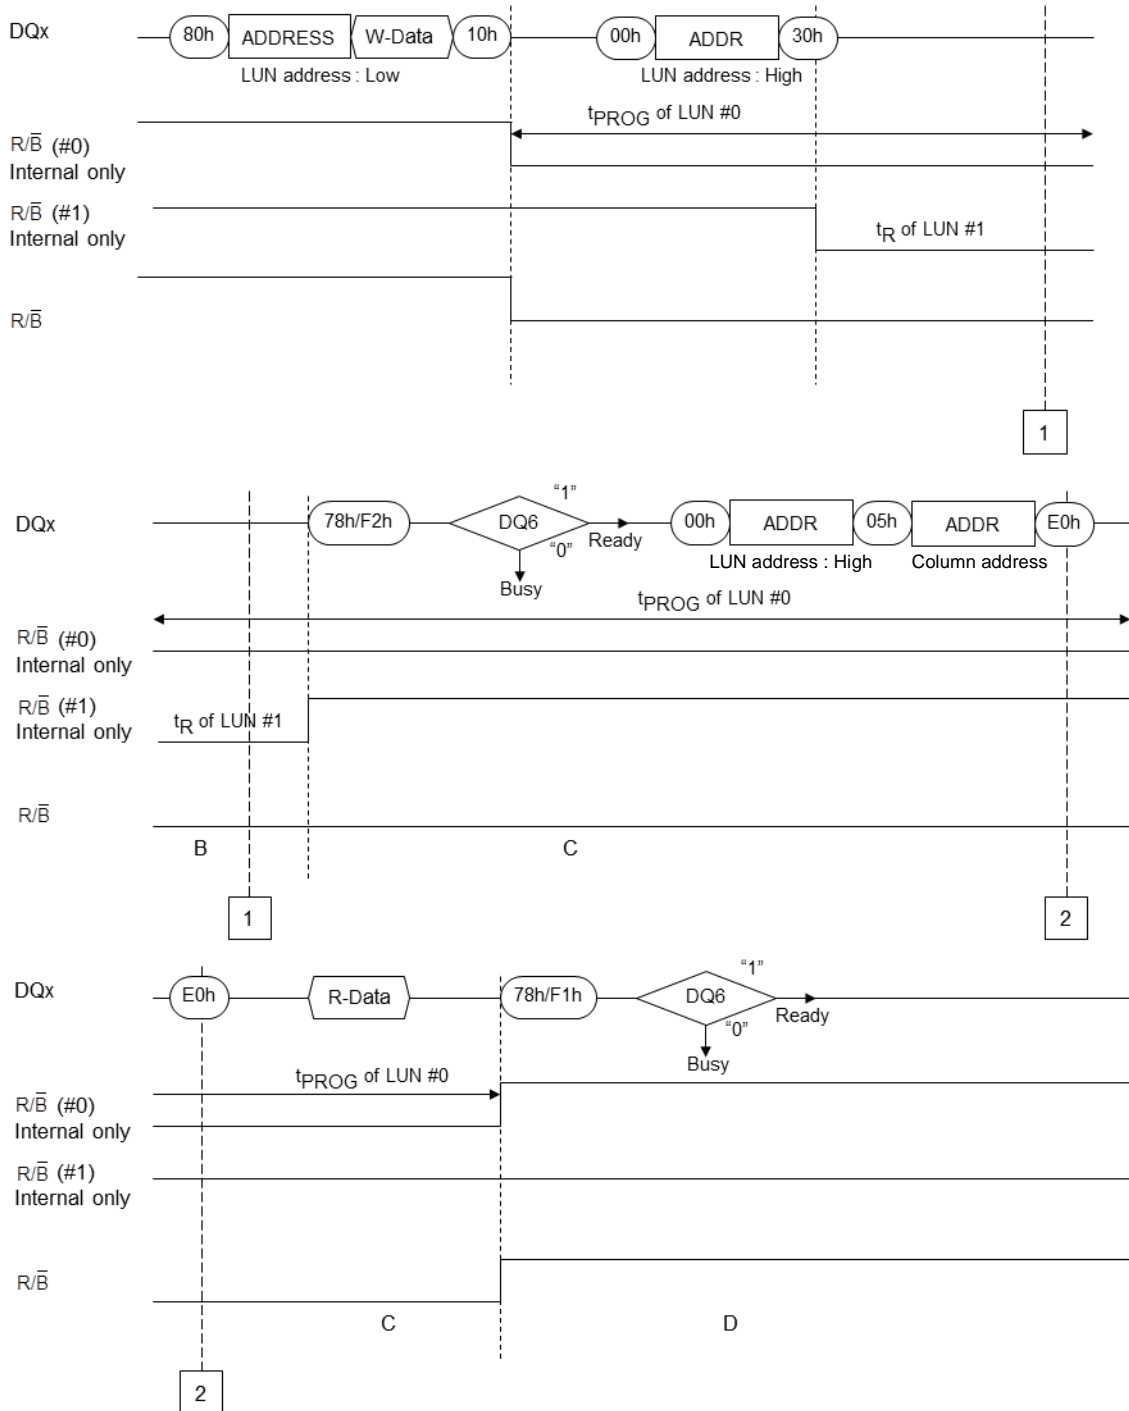 DQx 80h ADDRESS W-Data 10h 00h ADDR 30h
LUN address : Low LUN address : High
tPROG of LUN #0
R/B̅ (#0)
Internal only
R/B̅ (#1)
Internal only
tR of LUN #1
R/B̅
1
"1"
DQx 78h/F2h DQ6 00h ADDR 05h ADDR E0h
"0" Ready
LUN address : High Column address
Busy
tPROG of LUN #0
R/B̅ (#0)
Internal only
R/B̅ (#1)
Internal only
tR of LUN #1
R/B̅
B C
1 2
"1"
DQx E0h R-Data 78h/F1h DQ6
"0" Ready
Busy
tPROG of LUN #0
R/B̅ (#0)
Internal only
R/B̅ (#1)
Internal only
R/B̅
C D
2